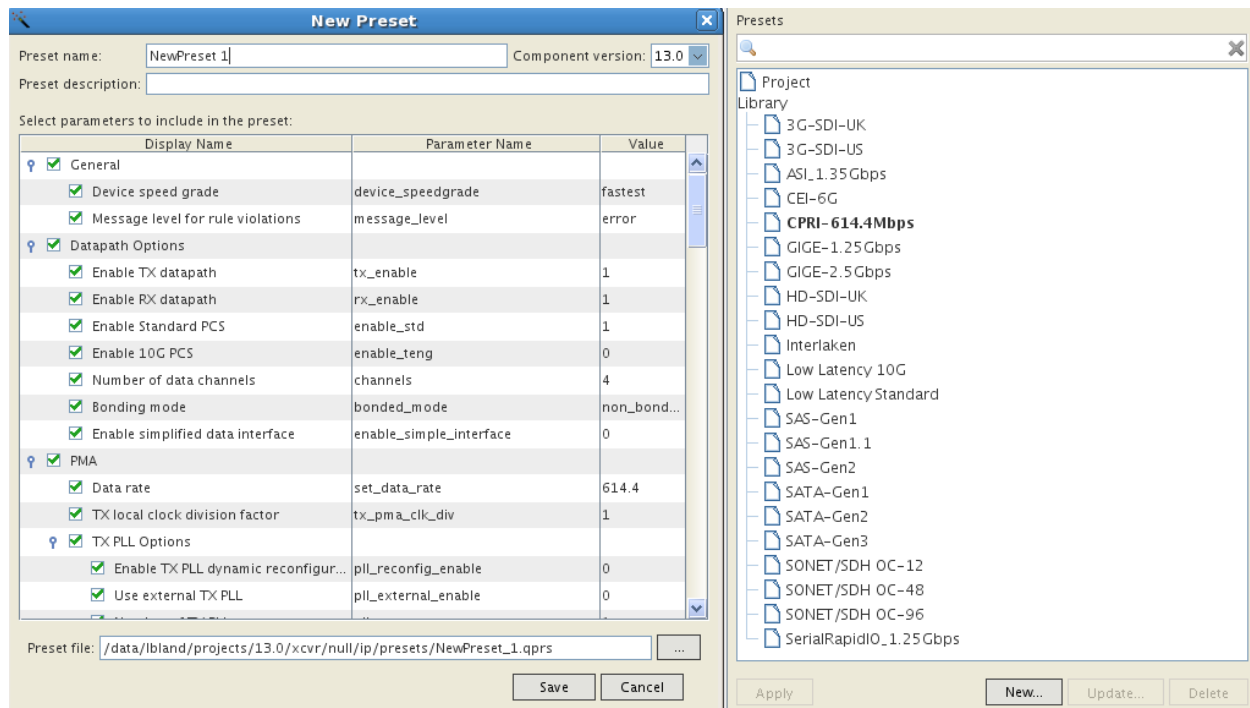 New Preset
Preset name: NewPreset 1 Component version: 13.0
Preset description:
Select parameters to include in the preset:
Display Name Parameter Name Value
General
Device speed grade device_speedgrade fastest
Message level for rule violations message_level error
Datapath Options
Enable TX datapath tx_enable 1
Enable RX datapath rx_enable 1
Enable Standard PCS enable_std 1
Enable 10G PCS enable_teng 0
Number of data channels channels 4
Bonding mode bonded_mode non_bond...
Enable simplified data interface enable_simple_interface 0
PMA
Data rate set_data_rate 614.4
TX local clock division factor tx_pma_clk_div 1
TX PLL Options
Enable TX PLL dynamic reconfigur... pll_reconfig_enable 0
Use external TX PLL pll_external_enable 0
Preset file: /data/lbland/projects/13.0/xcvr/null/ip/presets/NewPreset_1.qprs ...
Save Cancel
Presets
Project
Library
3G-SDI-UK
3G-SDI-US
ASI_1.35Gbps
CEI-6G
CPRI-614.4Mbps
GIGE-1.25Gbps
GIGE-2.5Gbps
HD-SDI-UK
HD-SDI-US
Interlaken
Low Latency 10G
Low Latency Standard
SAS-Gen1
SAS-Gen1.1
SAS-Gen2
SATA-Gen1
SATA-Gen2
SATA-Gen3
SONET/SDH OC-12
SONET/SDH OC-48
SONET/SDH OC-96
SerialRapidIO_1.25Gbps
Apply New... Update... Delete